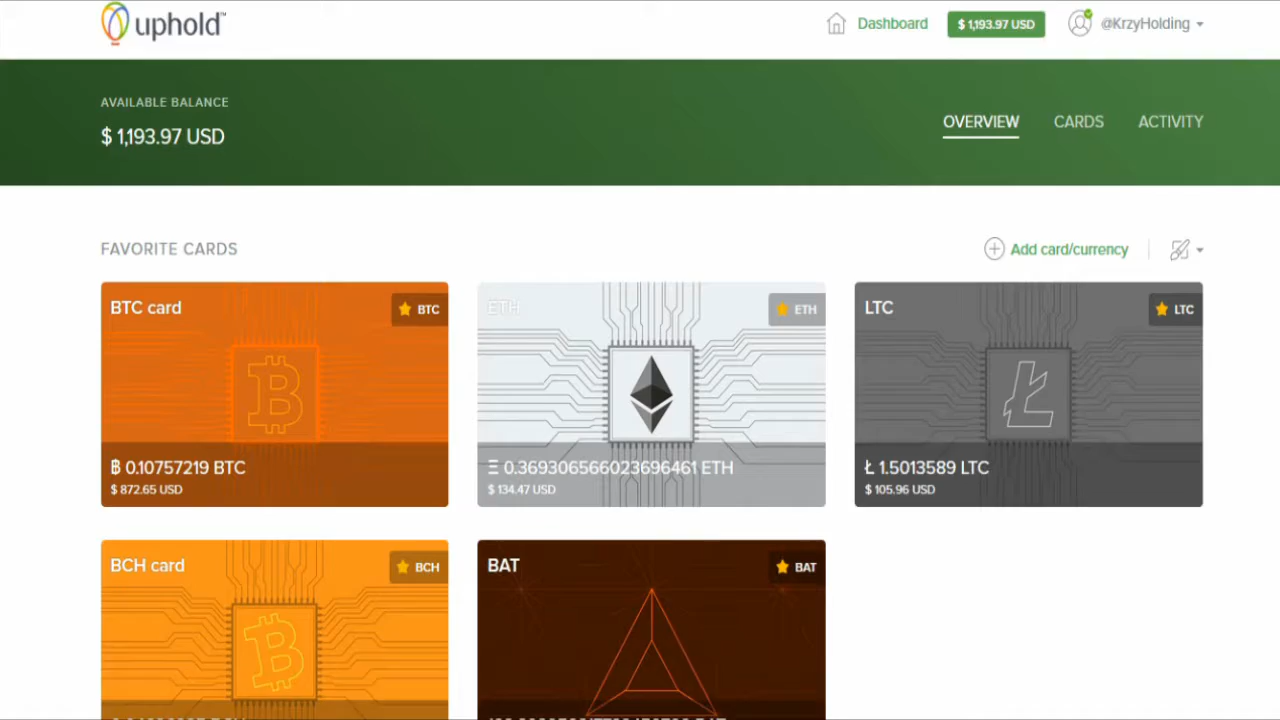 uphold™
Dashboard
$ 1,193.97 USD
@KrzyHolding
AVAILABLE BALANCE
$ 1,193.97 USD
OVERVIEW
CARDS
ACTIVITY
FAVORITE CARDS
Add card/currency
BTC card
BTC
฿ 0.10757219 BTC
$ 872.65 USD
ETH
ETH
Ξ 0.369306566023696461 ETH
$ 134.47 USD
LTC
LTC
Ł 1.5013589 LTC
$ 105.96 USD
BCH card
BCH
BAT
BAT